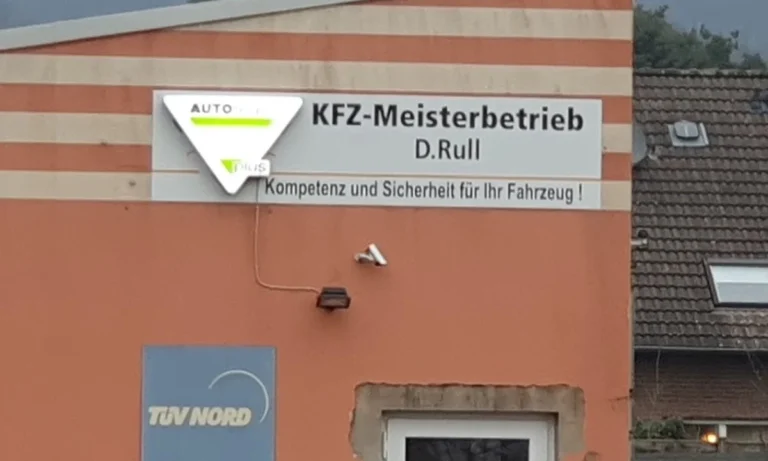 AUTO
plus
KFZ-Meisterbetrieb
D.Rull
Kompetenz und Sicherheit für Ihr Fahrzeug !
TÜV NORD